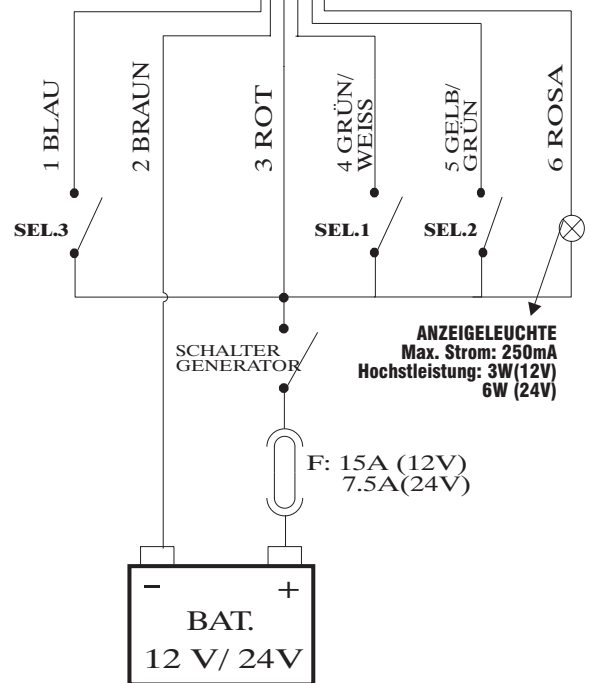 1 BLAU
2 BRAUN
3 ROT
4 GRÜN/
WEISS
5 GELB/
GRÜN
6 ROSA
SEL.3
SEL.1
SEL.2
ANZEIGELEUCHTE
Max. Strom: 250mA
Hochstleistung: 3W(12V)
6W (24V)
SCHALTER
GENERATOR
F: 15A (12V)
7.5A(24V)
− +
BAT.
12 V/ 24V